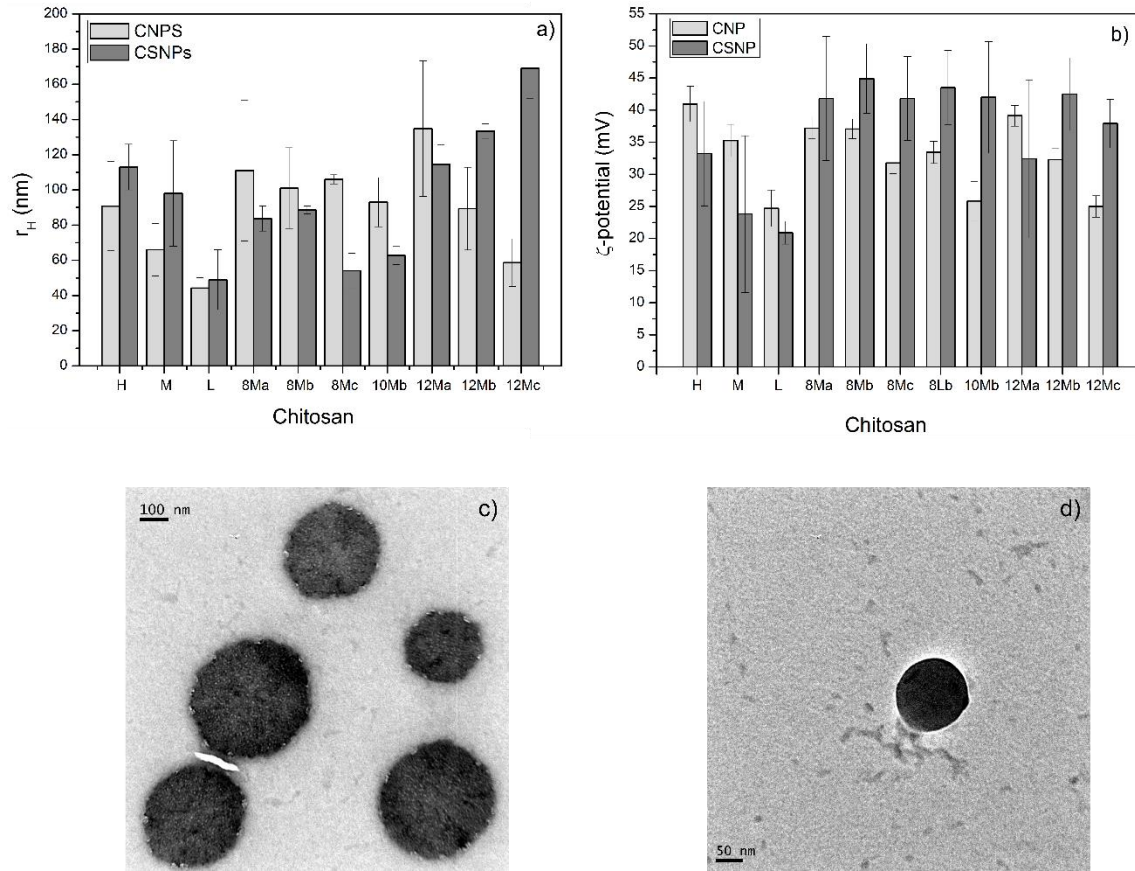 a)
CNPS
CSNPs
200
180
160
140
120
100
80
60
40
20
0
r_H (nm)
H M L 8Ma 8Mb 8Mc 10Mb 12Ma 12Mb 12Mc
Chitosan
b)
CNP
CSNP
55
50
45
40
35
30
25
20
15
10
5
0
ζ-potential (mV)
H M L 8Ma 8Mb 8Mc 8Lb 10Mb 12Ma 12Mb 12Mc
Chitosan
100 nm
c)
d)
50 nm